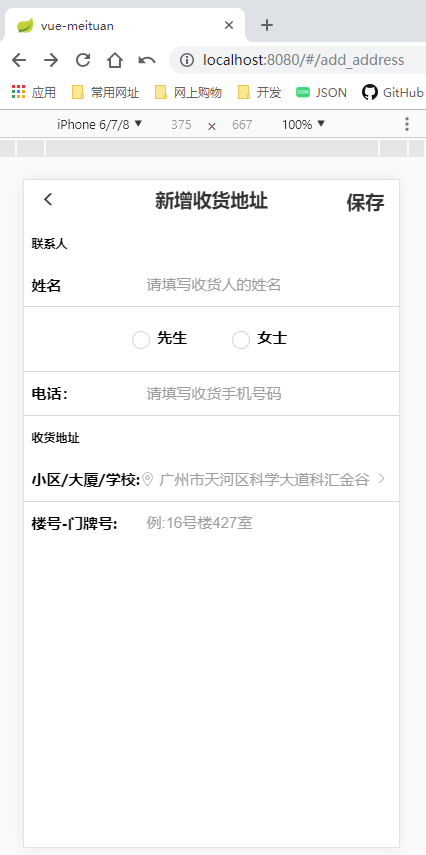 vue-meituan
localhost:8080/#/add_address
应用 常用网址 网上购物 开发 JSON GitHub
iPhone 6/7/8 375 × 667 100%
新增收货地址 保存
联系人
姓名 请填写收货人的姓名
先生 女士
电话: 请填写收货手机号码
收货地址
小区/大厦/学校: 广州市天河区科学大道科汇金谷
楼号-门牌号: 例:16号楼427室